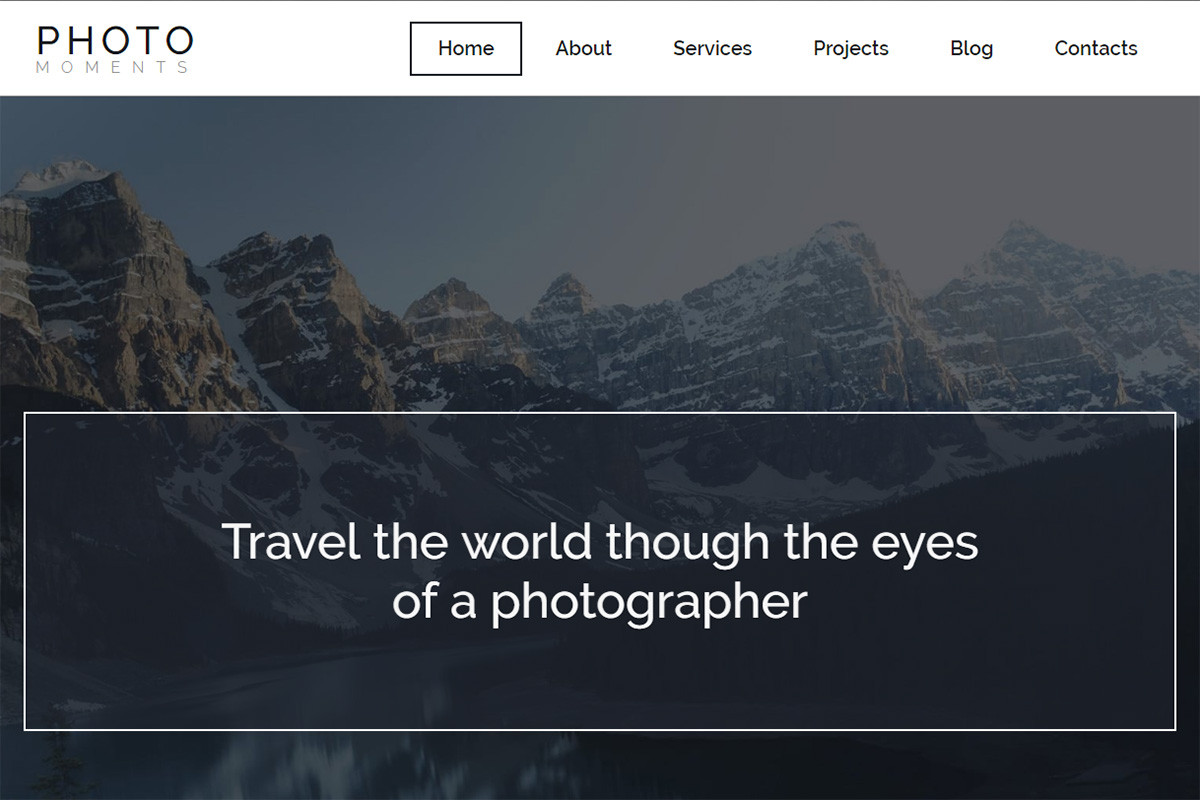 PHOTO
MOMENTS
Home About Services Projects Blog Contacts
Travel the world though the eyes
of a photographer